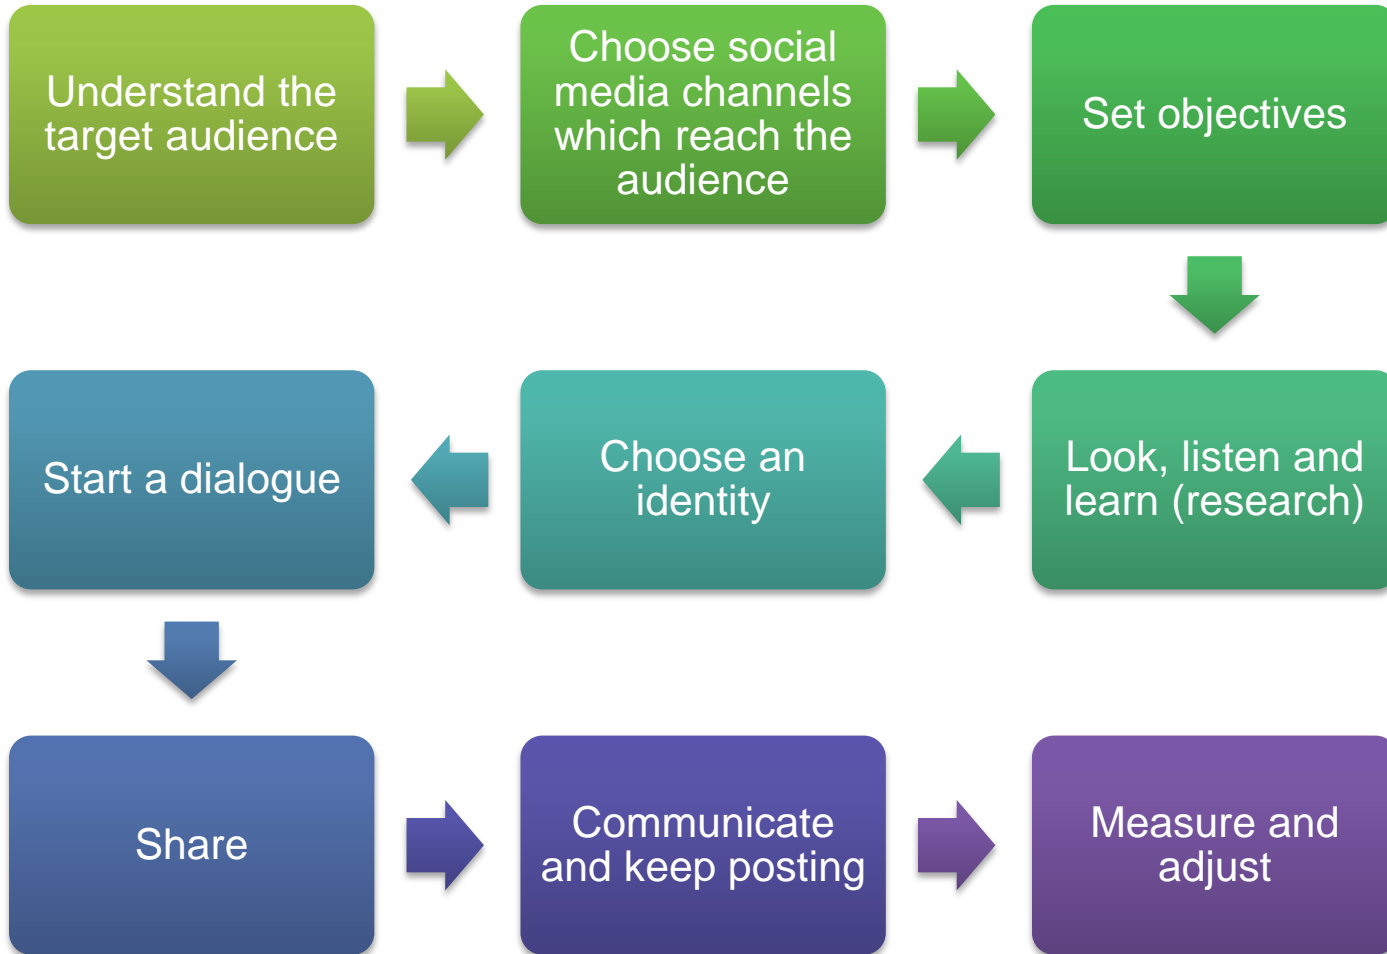 Understand the
target audience
Choose social
media channels
which reach the
audience
Set objectives
Look, listen and
learn (research)
Choose an
identity
Start a dialogue
Share
Communicate
and keep posting
Measure and
adjust